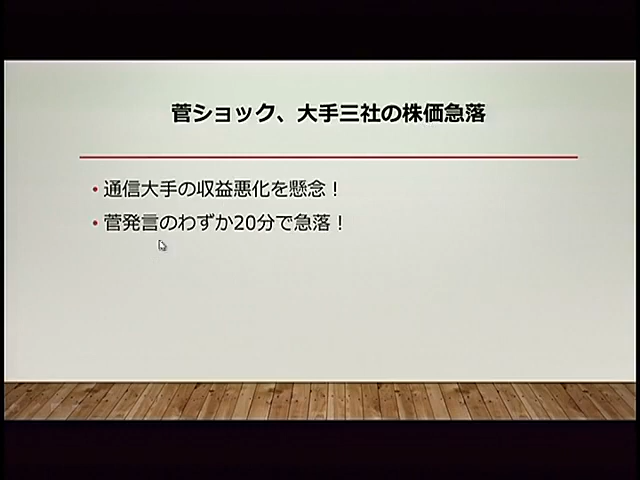 菅ショック、大手三社の株価急落
•通信大手の収益悪化を懸念！
•菅発言のわずか20分で急落！